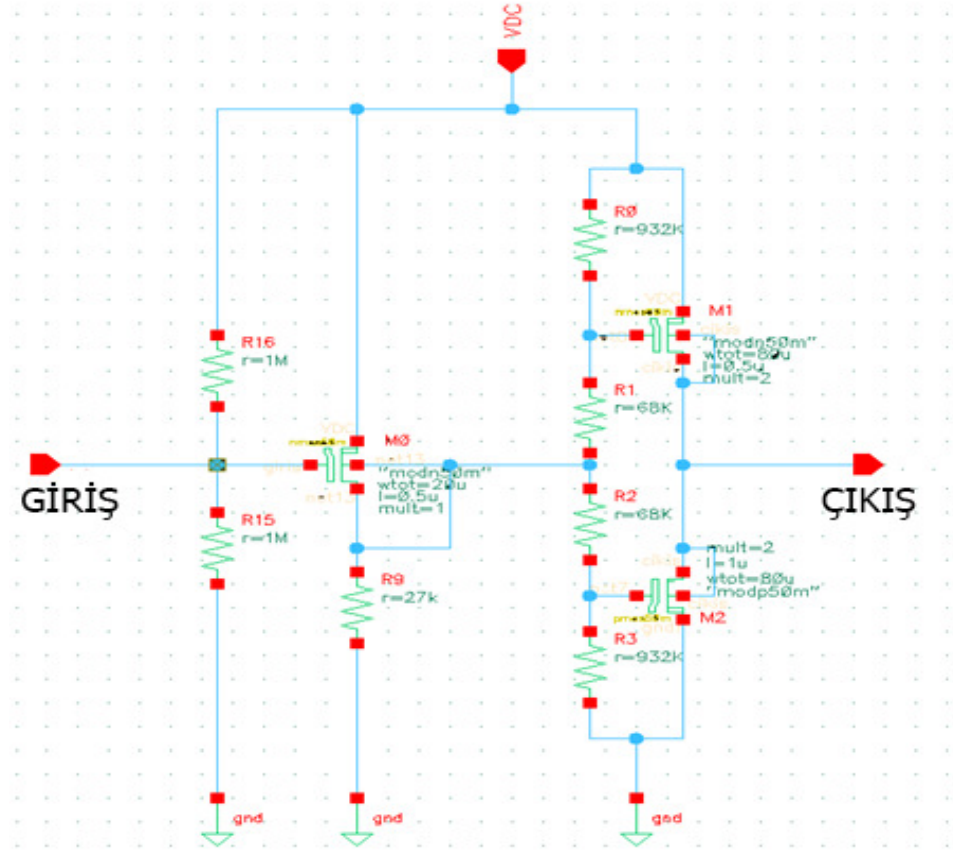 VDC
R0
r=932K
VDC
M1
"modn50m"
wtot=80u
l=0.5u
mult=2
R16
r=1M
R1
r=68K
VDC
M0
"modn50m"
wtot=20u
l=0.5u
mult=1
GİRİŞ
ÇIKIŞ
R15
r=1M
R2
r=68K
R9
r=27k
mult=2
l=1u
wtot=80u
"modp50m"
M2
R3
r=932K
gnd
gnd
gnd